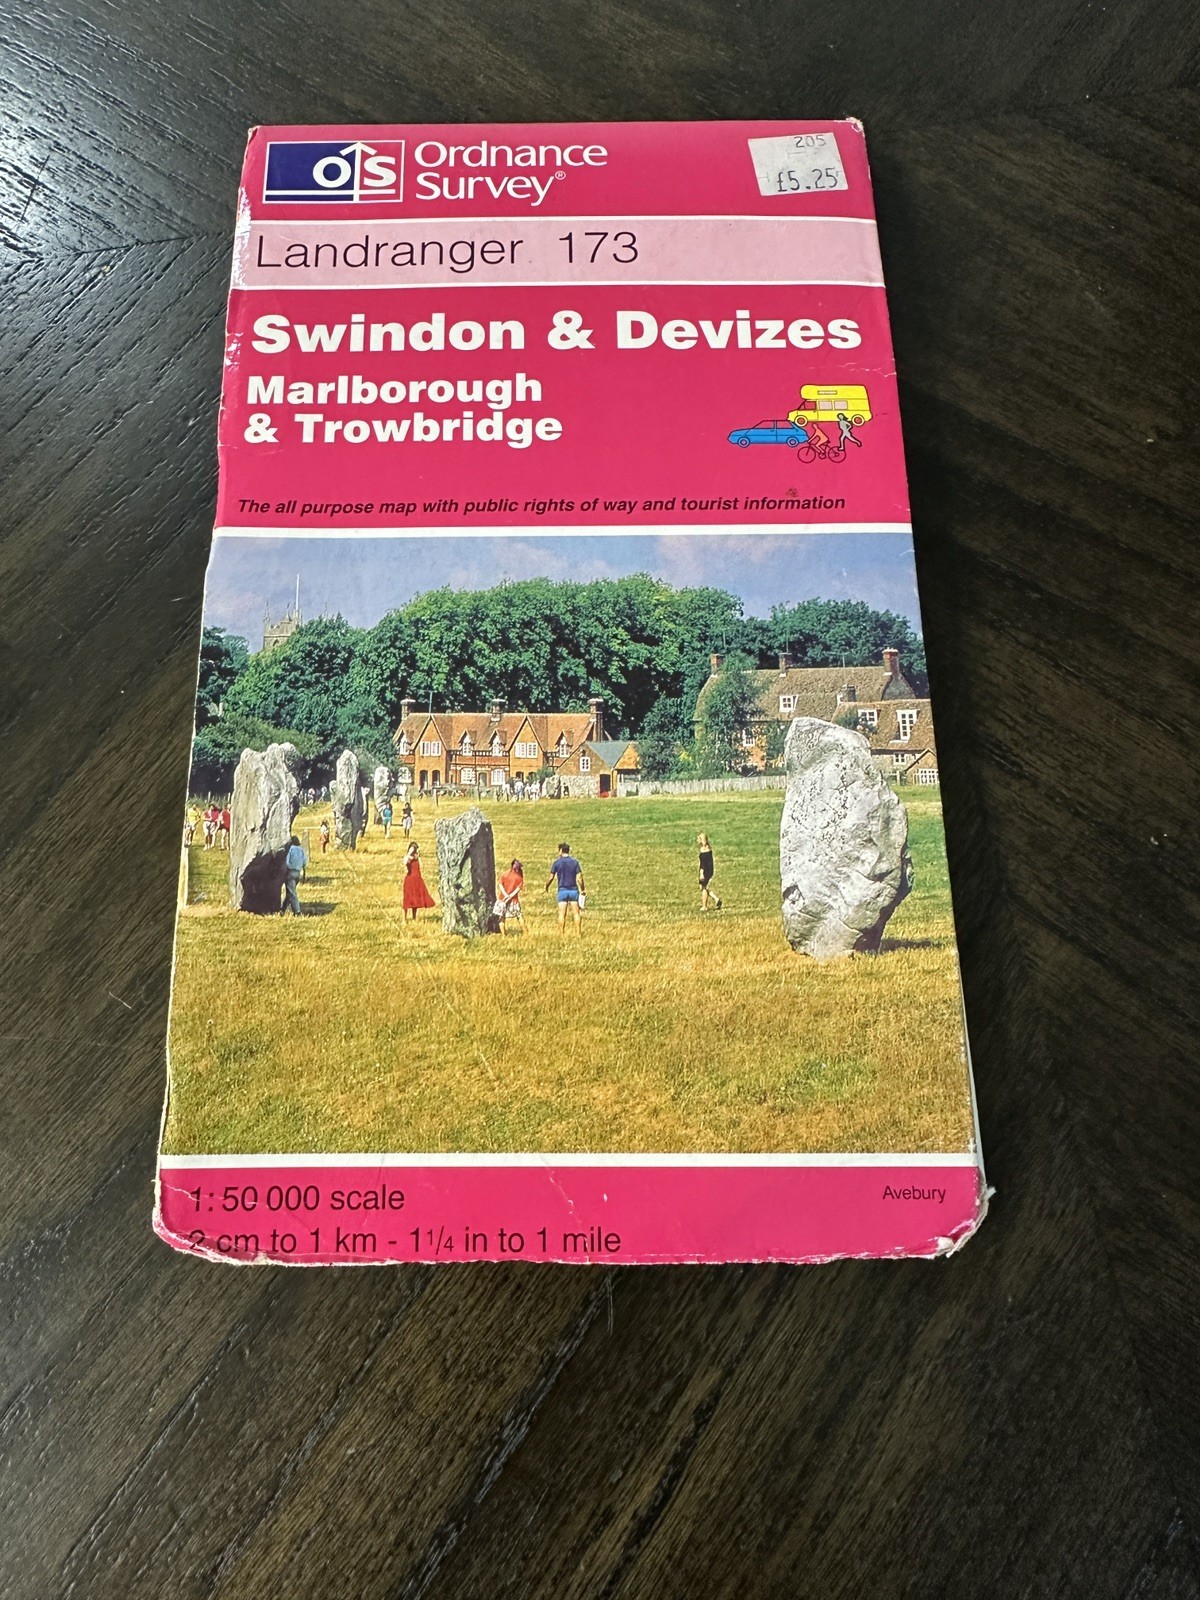 OS
Ordnance
Survey®
205
£5.25
Landranger 173
Swindon & Devizes
Marlborough
& Trowbridge
The all purpose map with public rights of way and tourist information
1:50 000 scale
Avebury
2 cm to 1 km - 1 1/4 in to 1 mile